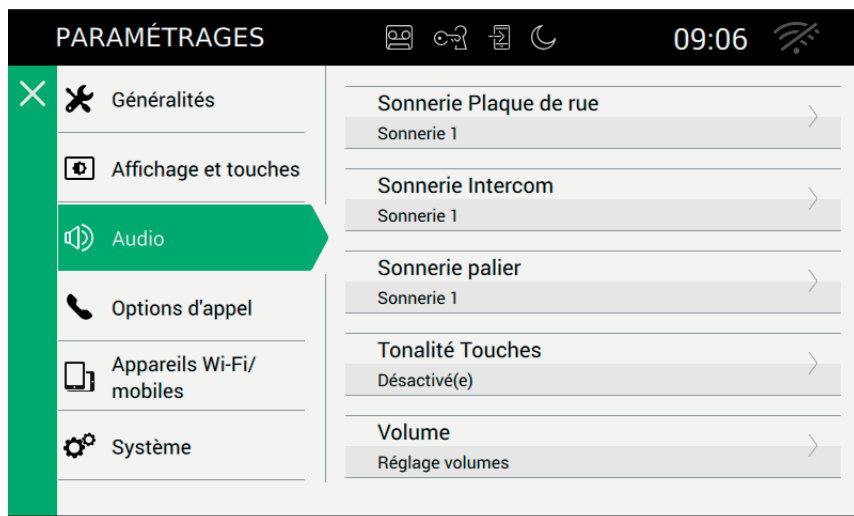 PARAMÉTRAGES
09:06
Généralités
Affichage et touches
Audio
Options d'appel
Appareils Wi-Fi/
mobiles
Système
Sonnerie Plaque de rue
Sonnerie 1
Sonnerie Intercom
Sonnerie 1
Sonnerie palier
Sonnerie 1
Tonalité Touches
Désactivé(e)
Volume
Réglage volumes